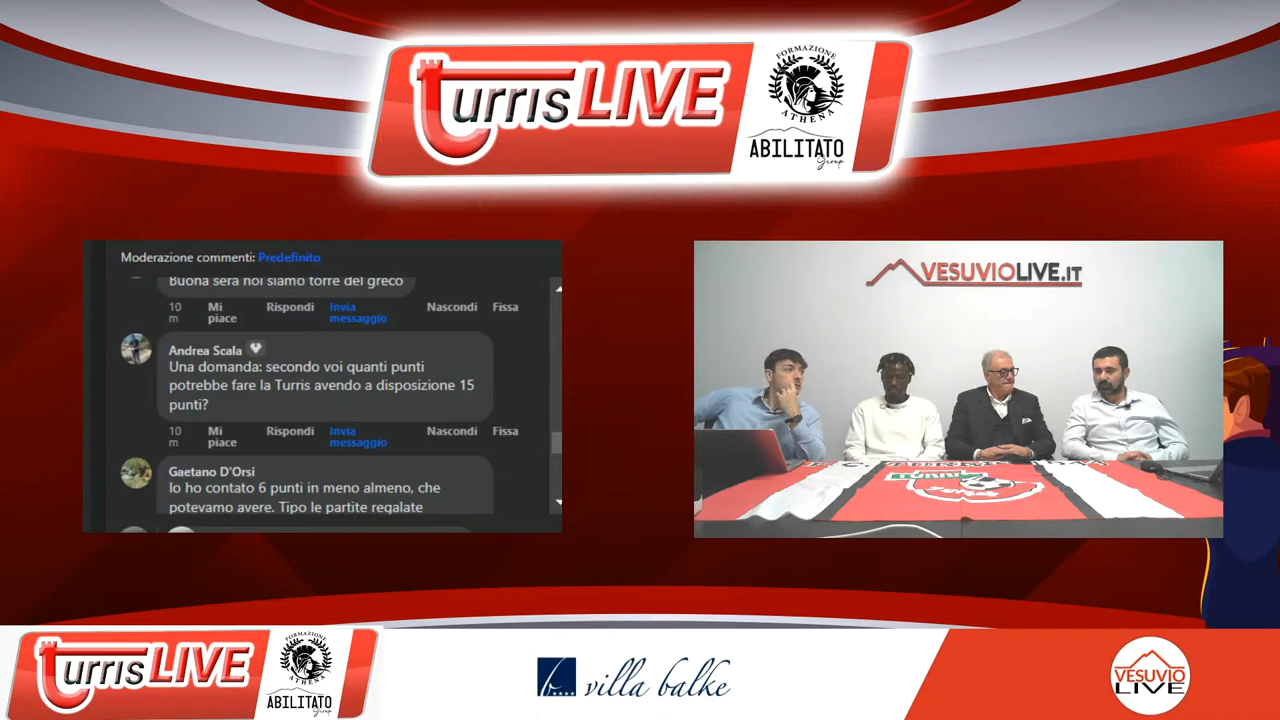 turrisLIVE
FORMAZIONE
ATHENA
ABILITATO
Group
Moderazione commenti: Predefinito
Buona sera noi siamo torre del greco
10 m Mi piace Rispondi Invia messaggio Nascondi Fissa
Andrea Scala
Una domanda: secondo voi quanti punti
potrebbe fare la Turris avendo a disposizione 15
punti?
10 m Mi piace Rispondi Invia messaggio Nascondi Fissa
Gaetano D'Orsi
Io ho contato 6 punti in meno almeno, che
potevamo avere. Tipo le partite regalate
VESUVIOLIVE.IT
TURRIS
turrisLIVE
FORMAZIONE
ATHENA
ABILITATO
Group
b
villa balke
VESUVIO
LIVE